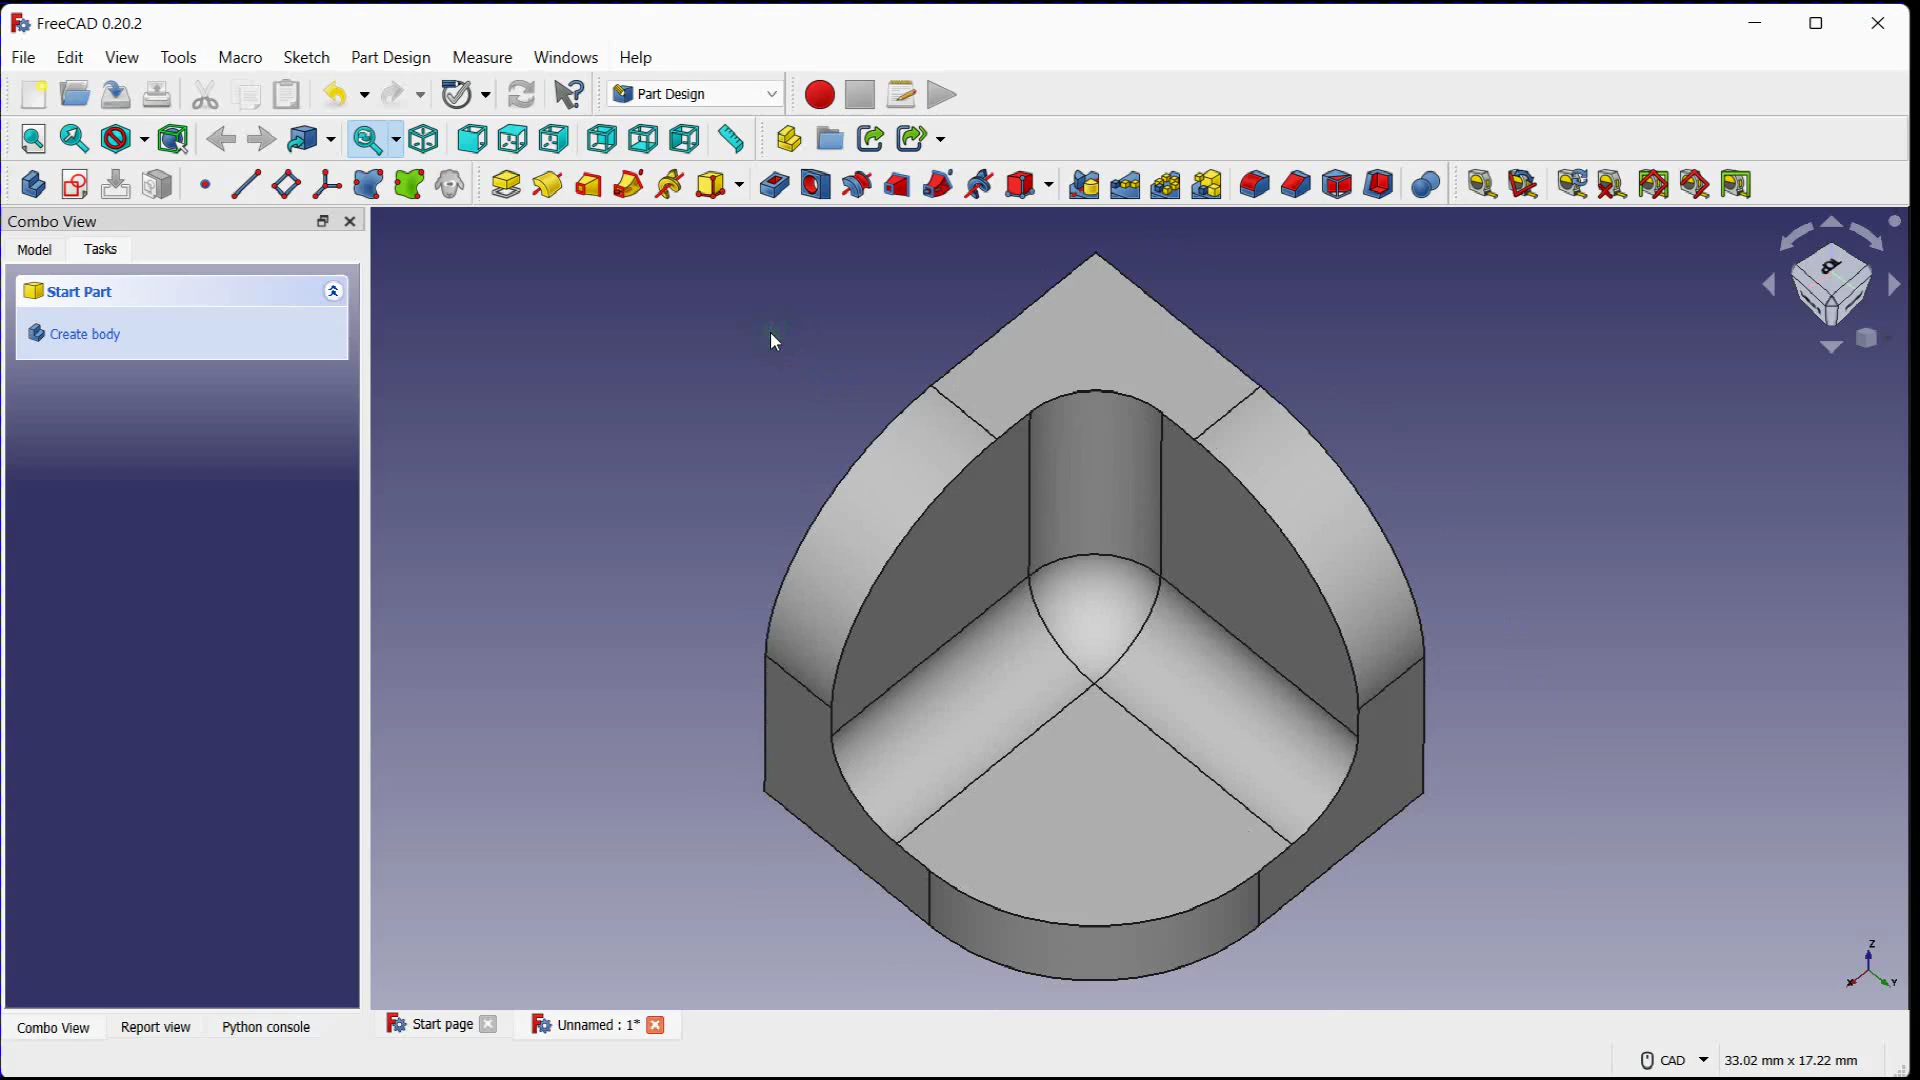 FreeCAD 0.20.2
File Edit View Tools Macro Sketch Part Design Measure Windows Help
Part Design
Combo View
Model Tasks
Start Part
Create body
Z
X
Y
Start page Unnamed : 1*
Combo View Report view Python console
CAD 33.02 mm x 17.22 mm